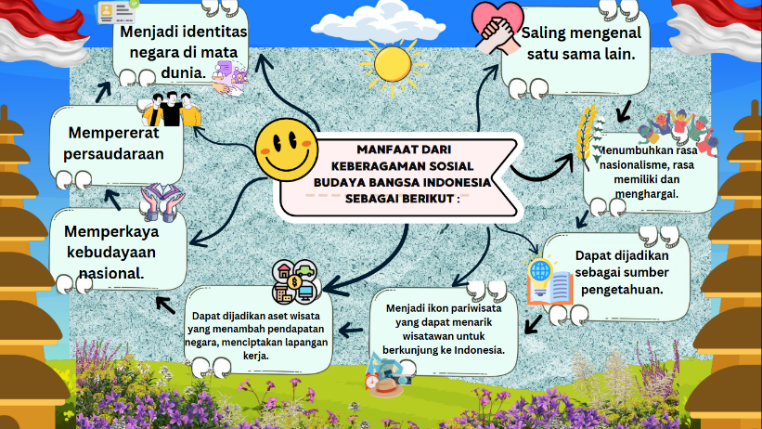 MANFAAT DARI
KEBERAGAMAN SOSIAL
BUDAYA BANGSA INDONESIA
SEBAGAI BERIKUT :
Saling mengenal
satu sama lain.
Menumbuhkan rasa
nasionalisme, rasa
memiliki dan
menghargai.
Dapat dijadikan
sebagai sumber
pengetahuan.
Menjadi ikon pariwisata
yang dapat menarik
wisatawan untuk
berkunjung ke Indonesia.
Dapat dijadikan aset wisata
yang menambah pendapatan
negara, menciptakan lapangan
kerja.
Memperkaya
kebudayaan
nasional.
Mempererat
persaudaraan
Menjadi identitas
negara di mata
dunia.